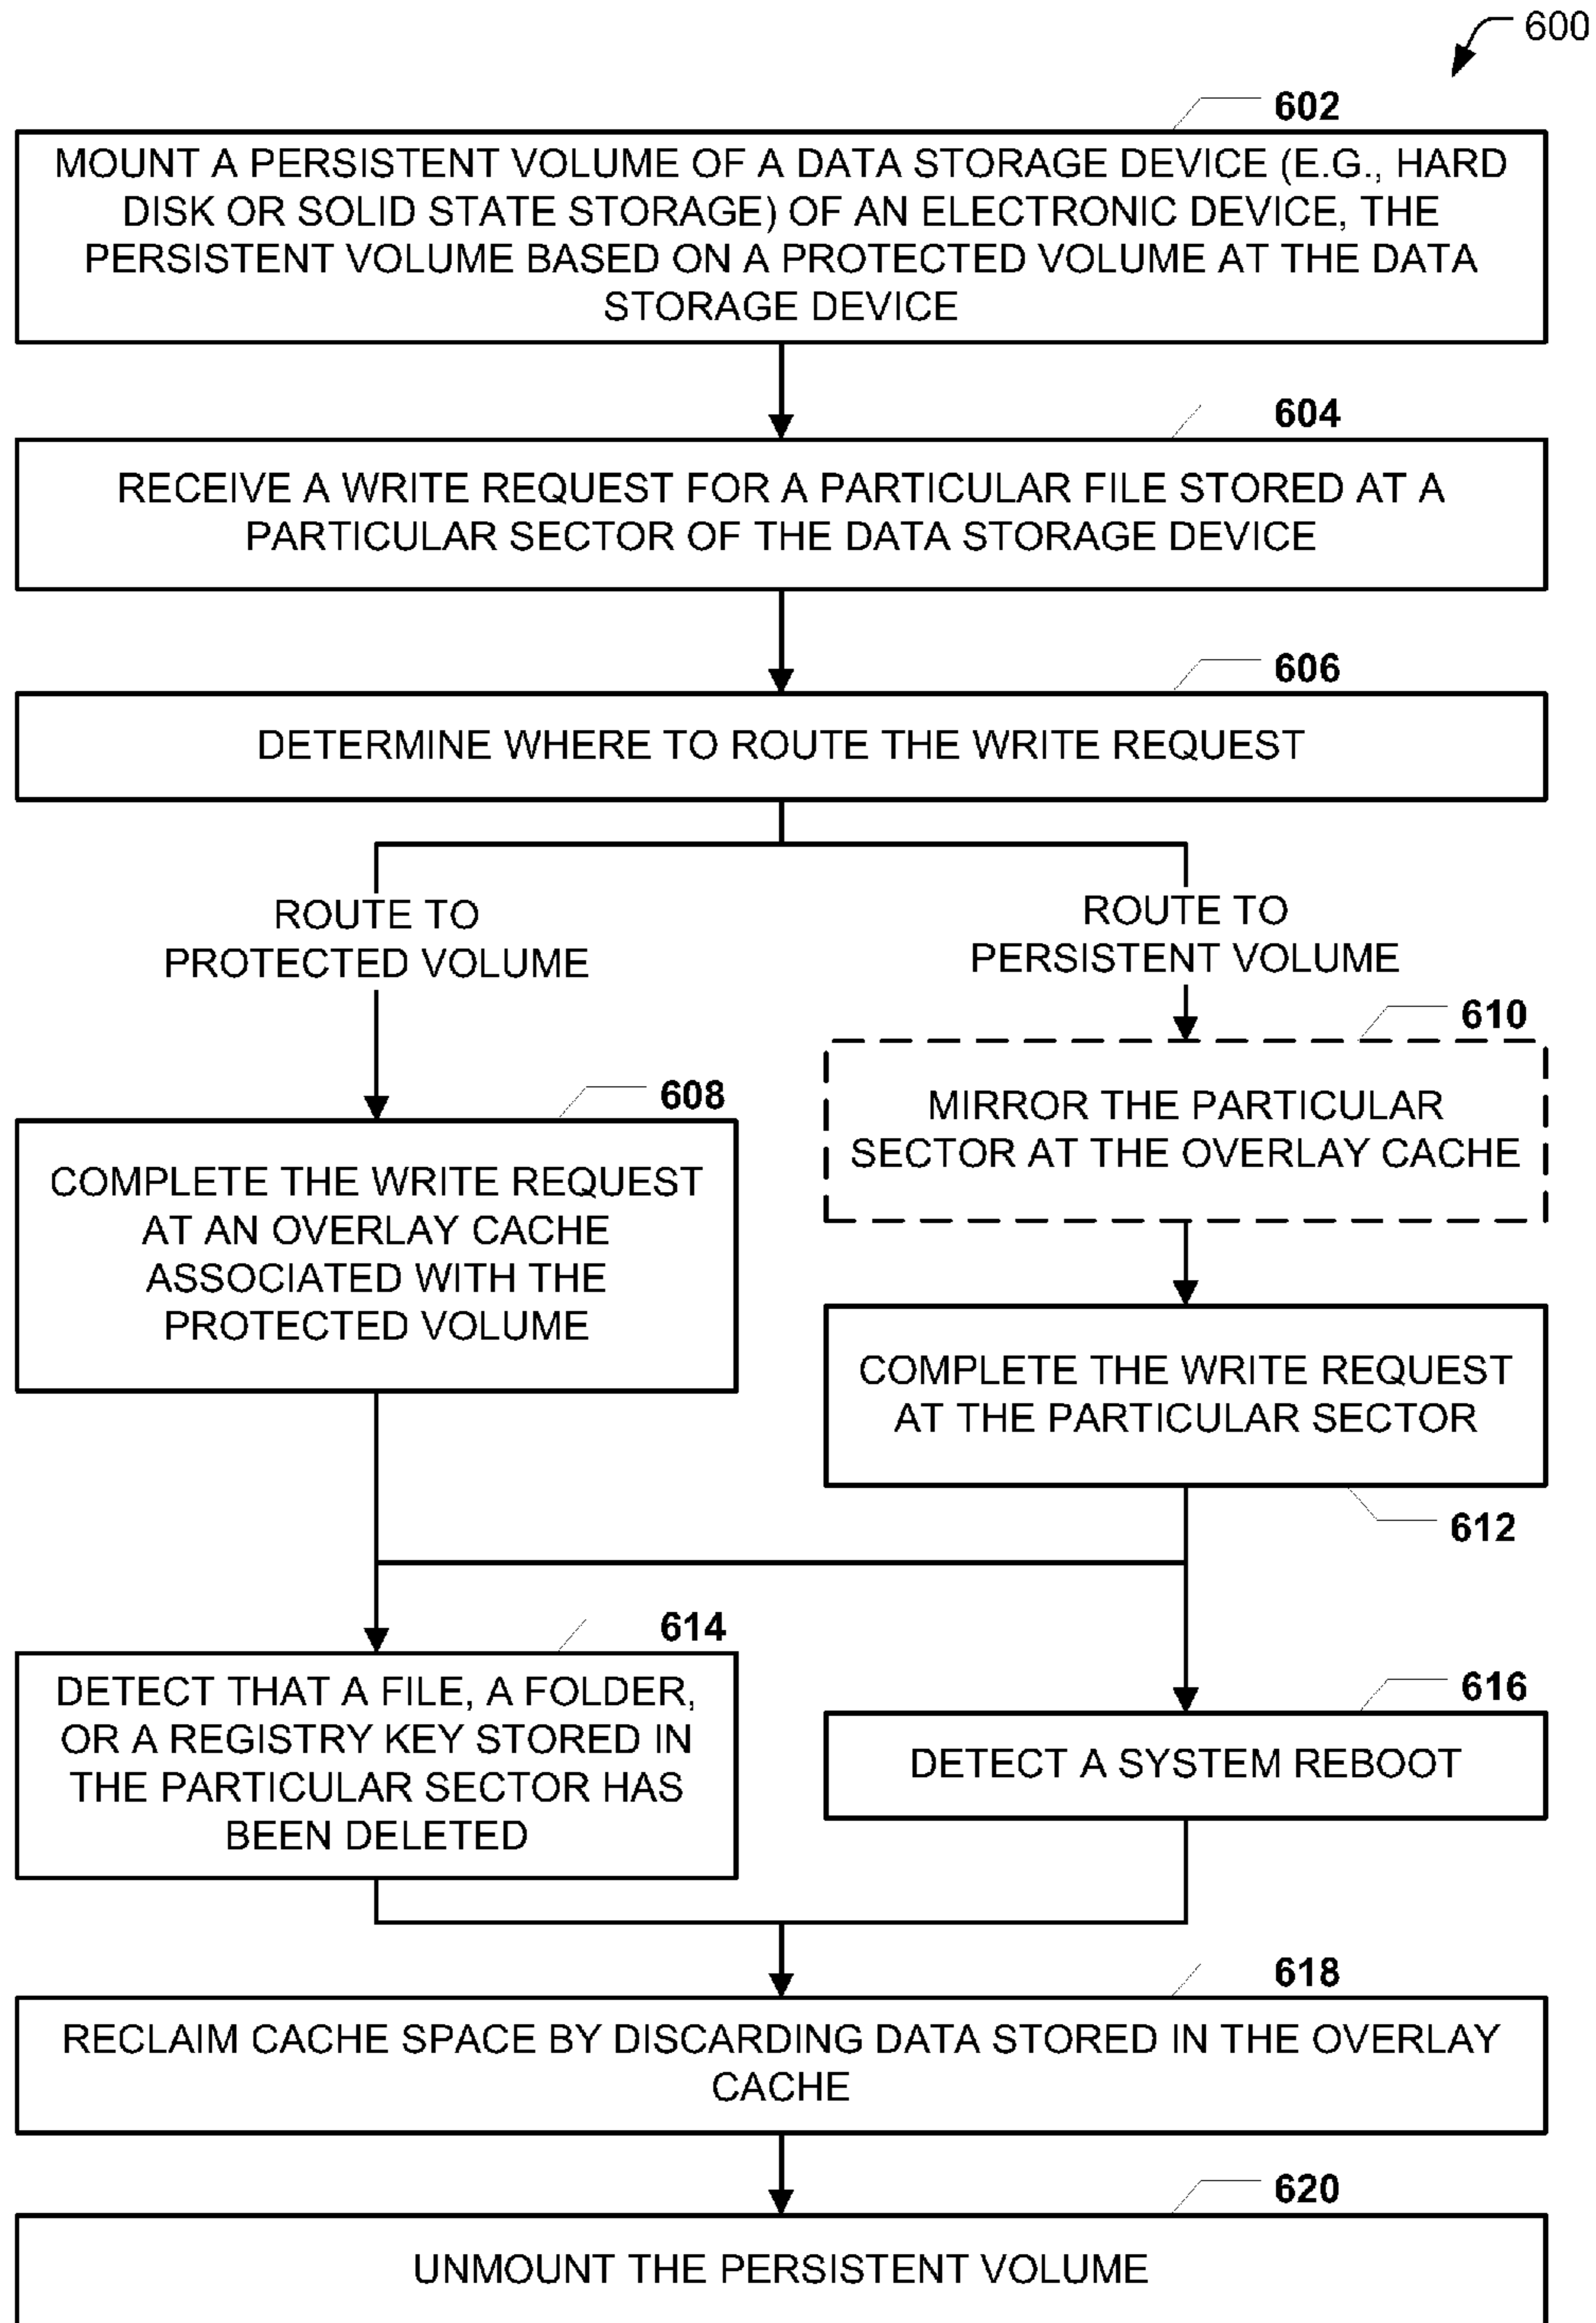 600
602
MOUNT A PERSISTENT VOLUME OF A DATA STORAGE DEVICE (E.G., HARD
DISK OR SOLID STATE STORAGE) OF AN ELECTRONIC DEVICE, THE
PERSISTENT VOLUME BASED ON A PROTECTED VOLUME AT THE DATA
STORAGE DEVICE
604
RECEIVE A WRITE REQUEST FOR A PARTICULAR FILE STORED AT A
PARTICULAR SECTOR OF THE DATA STORAGE DEVICE
606
DETERMINE WHERE TO ROUTE THE WRITE REQUEST
ROUTE TO
PROTECTED VOLUME
ROUTE TO
PERSISTENT VOLUME
608
COMPLETE THE WRITE REQUEST
AT AN OVERLAY CACHE
ASSOCIATED WITH THE
PROTECTED VOLUME
610
MIRROR THE PARTICULAR
SECTOR AT THE OVERLAY CACHE
COMPLETE THE WRITE REQUEST
AT THE PARTICULAR SECTOR
612
614
DETECT THAT A FILE, A FOLDER,
OR A REGISTRY KEY STORED IN
THE PARTICULAR SECTOR HAS
BEEN DELETED
616
DETECT A SYSTEM REBOOT
618
RECLAIM CACHE SPACE BY DISCARDING DATA STORED IN THE OVERLAY
CACHE
620
UNMOUNT THE PERSISTENT VOLUME